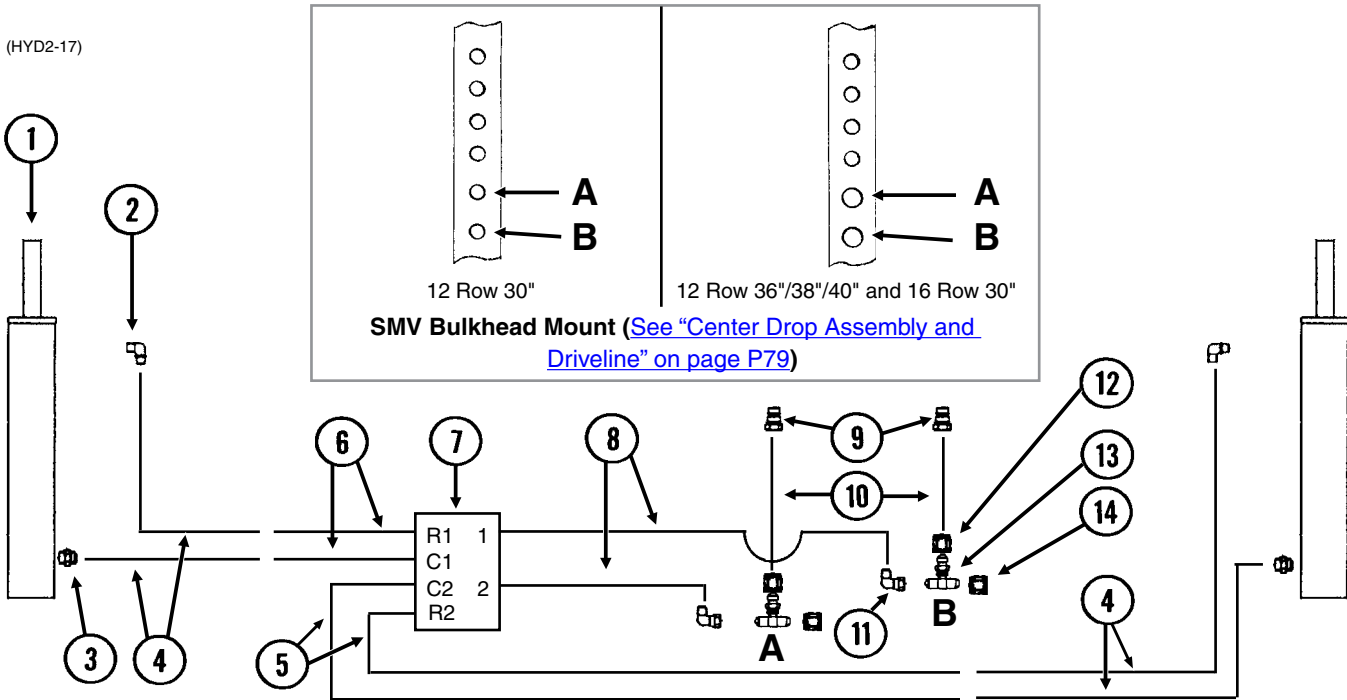 (HYD2-17)
A
B
12 Row 30"
A
B
12 Row 36"/38"/40" and 16 Row 30"
SMV Bulkhead Mount (See “Center Drop Assembly and
Driveline” on page P79)
1
2
6
7
8
9
10
12
13
14
R1 1
C1
C2 2
R2
3
4
5
A
11
B
4